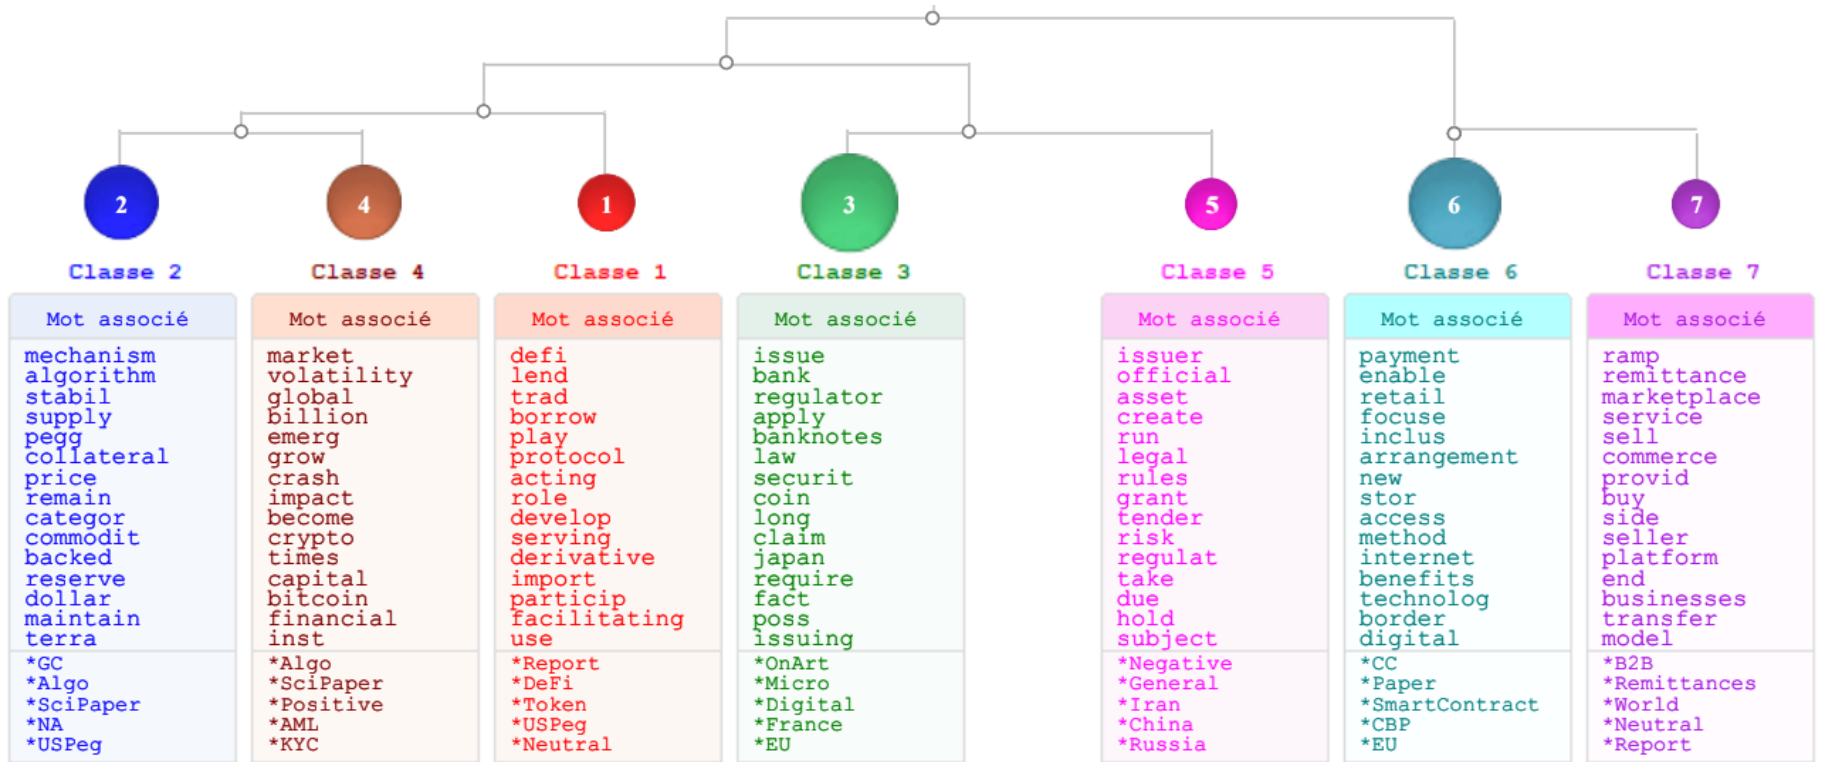 2
4
1
3
5
6
7
Classe 2
Classe 4
Classe 1
Classe 3
Classe 5
Classe 6
Classe 7
Mot associé
mechanism
algorithm
stabil
supply
pegg
collateral
price
remain
categor
commodit
backed
reserve
dollar
maintain
terra
*GC
*Algo
*SciPaper
*NA
*USPeg
Mot associé
market
volatility
global
billion
emerg
grow
crash
impact
become
crypto
times
capital
bitcoin
financial
inst
*Algo
*SciPaper
*Positive
*AML
*KYC
Mot associé
defi
lend
trad
borrow
play
protocol
acting
role
develop
serving
derivative
import
particip
facilitating
use
*Report
*DeFi
*Token
*USPeg
*Neutral
Mot associé
issue
bank
regulator
apply
banknotes
law
securit
coin
long
claim
japan
require
fact
poss
issuing
*OnArt
*Micro
*Digital
*France
*EU
Mot associé
issuer
official
asset
create
run
legal
rules
grant
tender
risk
regulat
take
due
hold
subject
*Negative
*General
*Iran
*China
*Russia
Mot associé
payment
enable
retail
focuse
inclus
arrangement
new
stor
access
method
internet
benefits
technolog
border
digital
*CC
*Paper
*SmartContract
*CBP
*EU
Mot associé
ramp
remittance
marketplace
service
sell
commerce
provid
buy
side
seller
platform
end
businesses
transfer
model
*B2B
*Remittances
*World
*Neutral
*Report